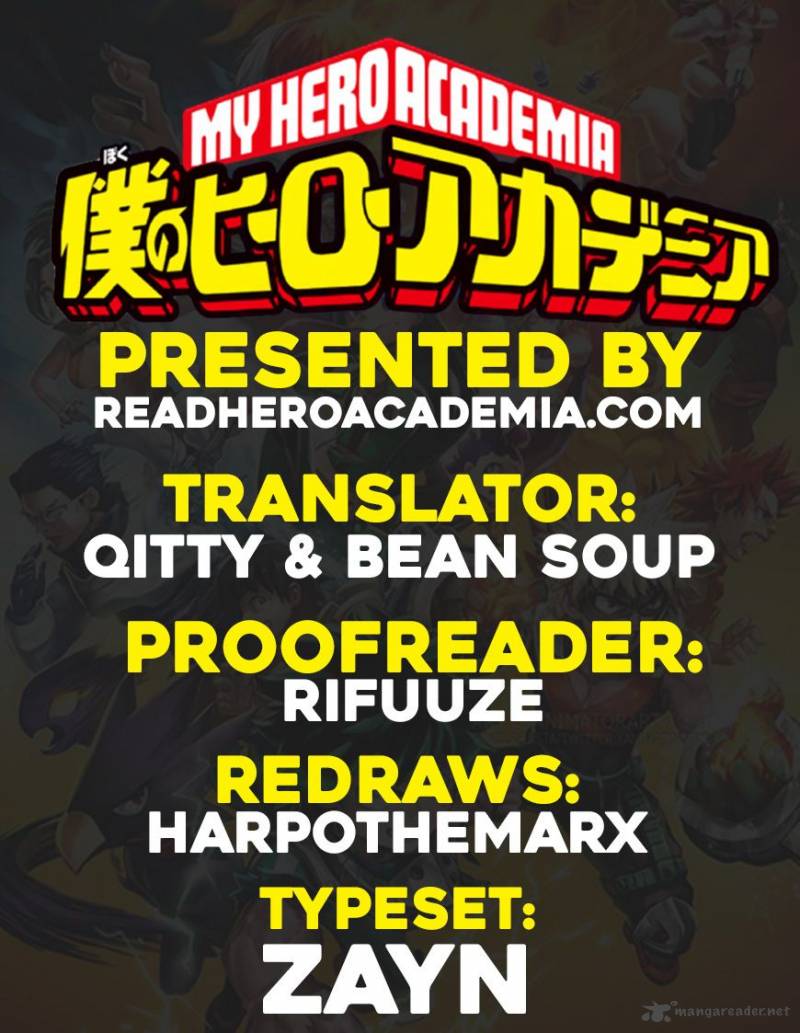 MY HERO ACADEMIA
ぼく
僕のヒーローアカデミア
PRESENTED BY
READHEROACADEMIA.COM
TRANSLATOR:
QITTY & BEAN SOUP
PROOFREADER:
RIFUUZE
REDRAWS:
HARPOTHEMARX
TYPESET:
ZAYN
mangareader.net